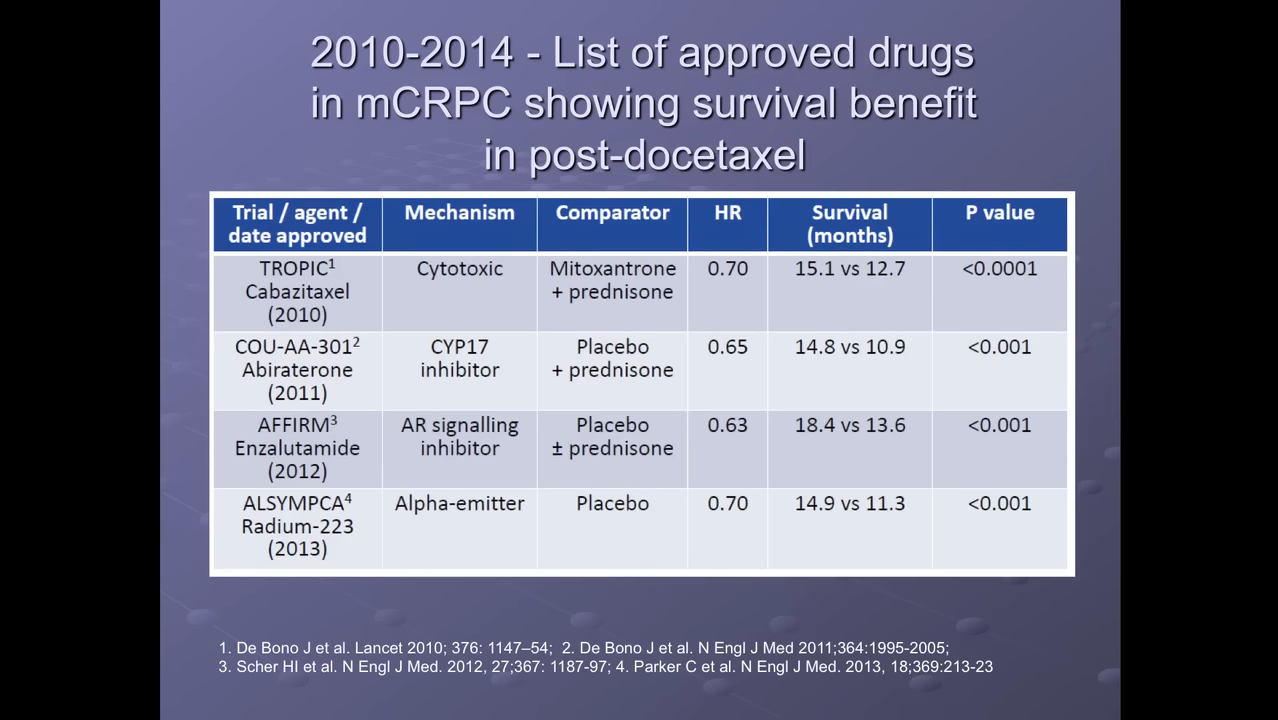 2010-2014 - List of approved drugs
in mCRPC showing survival benefit
in post-docetaxel
Trial / agent / date approved Mechanism Comparator HR Survival (months) P value
TROPIC1 Cabazitaxel (2010) Cytotoxic Mitoxantrone + prednisone 0.70 15.1 vs 12.7 <0.0001
COU-AA-3012 Abiraterone (2011) CYP17 inhibitor Placebo + prednisone 0.65 14.8 vs 10.9 <0.001
AFFIRM3 Enzalutamide (2012) AR signalling inhibitor Placebo ± prednisone 0.63 18.4 vs 13.6 <0.001
ALSYMPCA4 Radium-223 (2013) Alpha-emitter Placebo 0.70 14.9 vs 11.3 <0.001
1. De Bono J et al. Lancet 2010; 376: 1147–54; 2. De Bono J et al. N Engl J Med 2011;364:1995-2005;
3. Scher HI et al. N Engl J Med. 2012, 27;367: 1187-97; 4. Parker C et al. N Engl J Med. 2013, 18;369:213-23